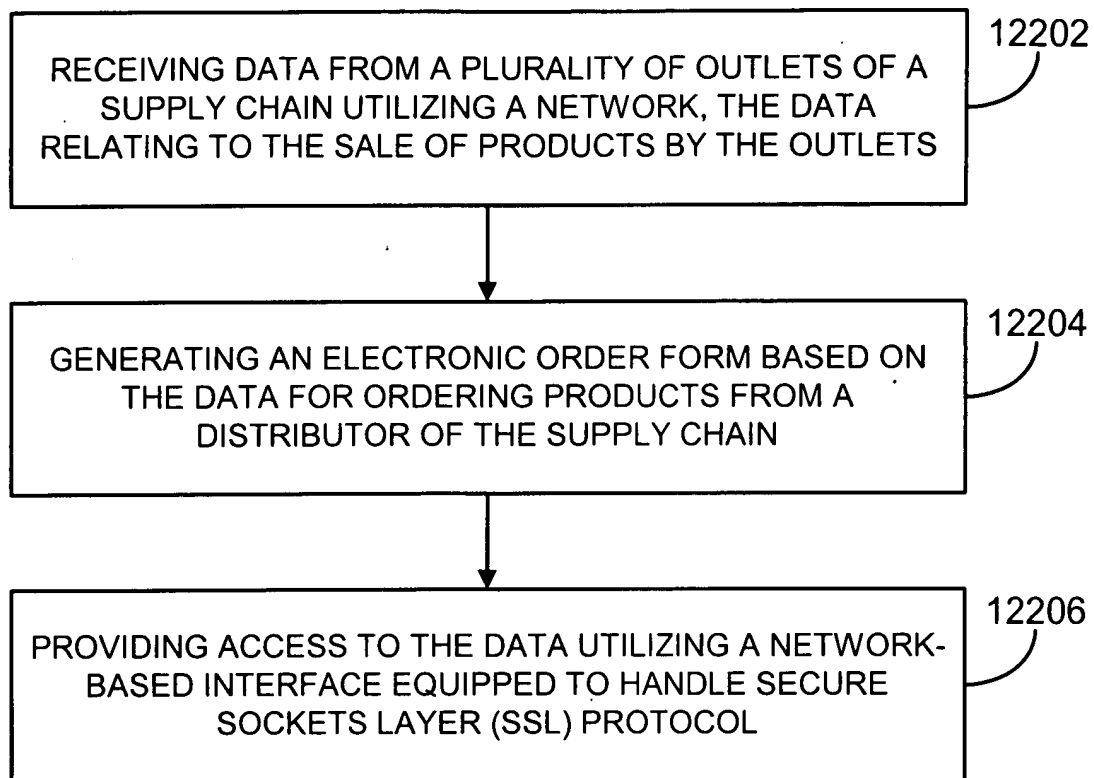 12202
RECEIVING DATA FROM A PLURALITY OF OUTLETS OF A
SUPPLY CHAIN UTILIZING A NETWORK, THE DATA
RELATING TO THE SALE OF PRODUCTS BY THE OUTLETS
12204
GENERATING AN ELECTRONIC ORDER FORM BASED ON
THE DATA FOR ORDERING PRODUCTS FROM A
DISTRIBUTOR OF THE SUPPLY CHAIN
12206
PROVIDING ACCESS TO THE DATA UTILIZING A NETWORK-
BASED INTERFACE EQUIPPED TO HANDLE SECURE
SOCKETS LAYER (SSL) PROTOCOL